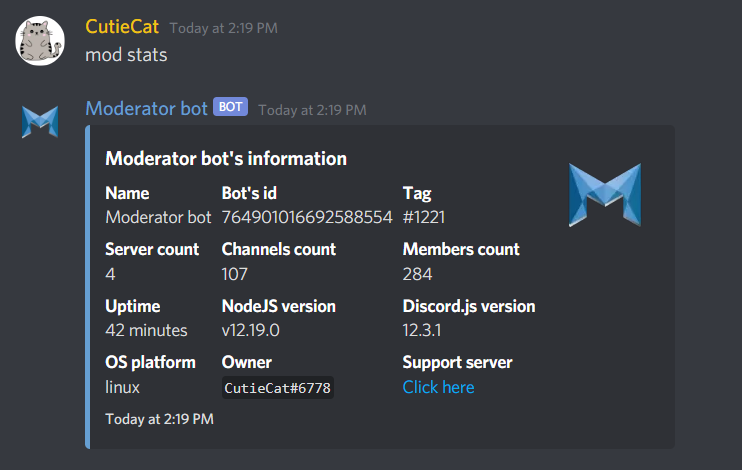 CutieCat Today at 2:19 PM
mod stats
Moderator bot BOT Today at 2:19 PM
Moderator bot's information
Name Bot's id Tag
Moderator bot 764901016692588554 #1221
Server count Channels count Members count
4 107 284
Uptime NodeJS version Discord.js version
42 minutes v12.19.0 12.3.1
OS platform Owner Support server
linux CutieCat#6778 Click here
Today at 2:19 PM